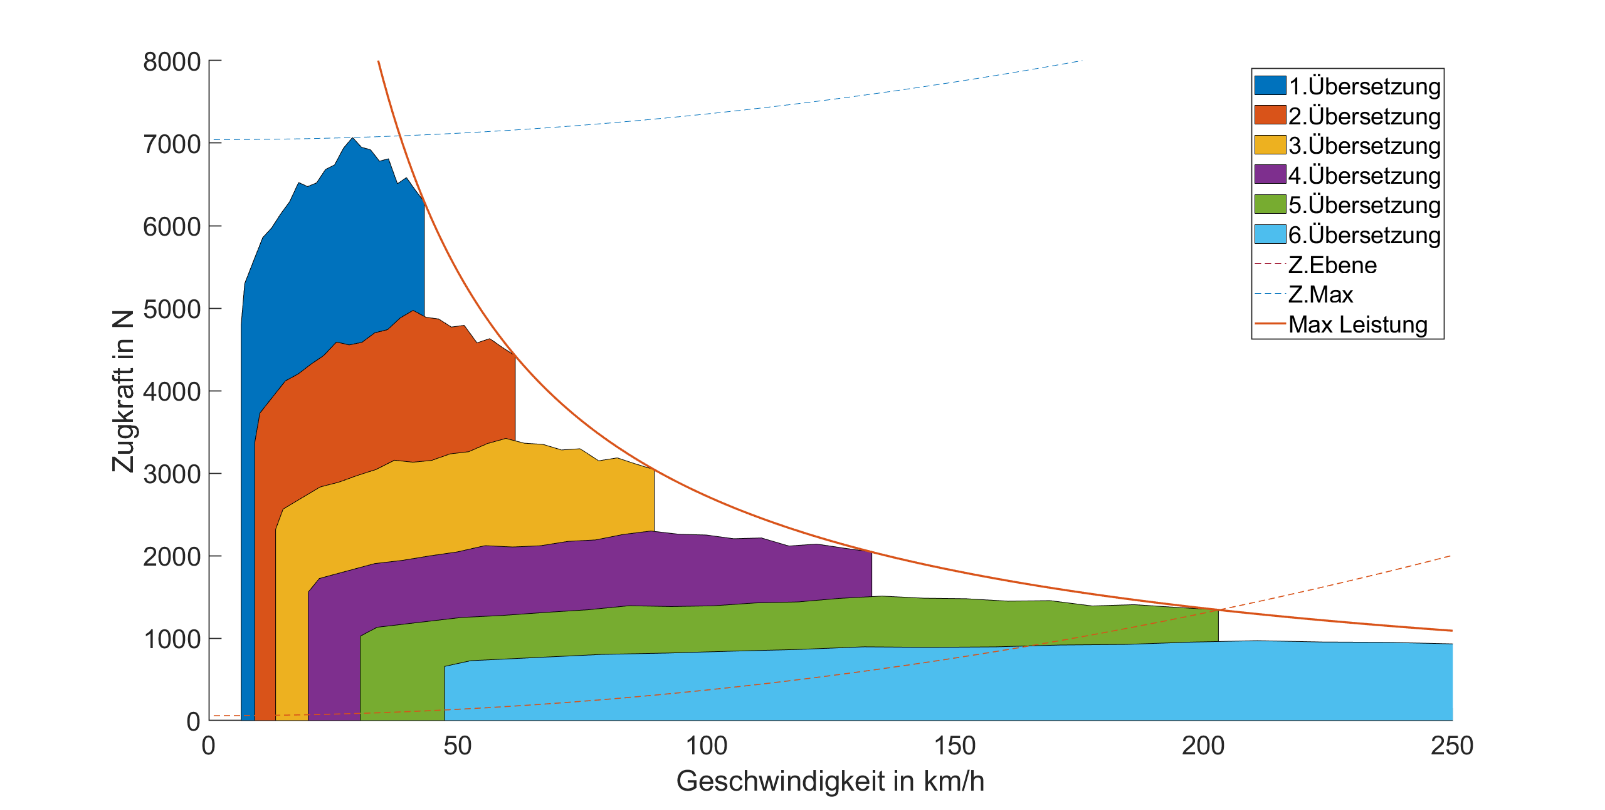 8000
7000
6000
5000
4000
3000
2000
1000
0
Zugkraft in N
0 50 100 150 200 250
Geschwindigkeit in km/h
1.Übersetzung
2.Übersetzung
3.Übersetzung
4.Übersetzung
5.Übersetzung
6.Übersetzung
Z.Ebene
Z.Max
Max Leistung